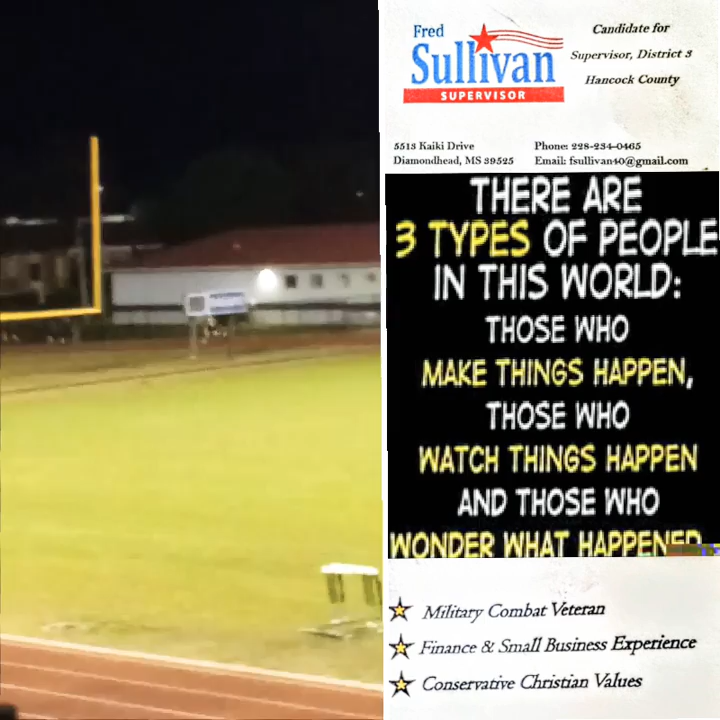 Fred
Sullivan
SUPERVISOR
Candidate for
Supervisor, District 3
Hancock County
5513 Kaiki Drive
Diamondhead, MS 39525
Phone: 228-234-0465
Email: fsullivan40@gmail.com
THERE ARE
3 TYPES OF PEOPLE
IN THIS WORLD:
THOSE WHO
MAKE THINGS HAPPEN,
THOSE WHO
WATCH THINGS HAPPEN
AND THOSE WHO
WONDER WHAT HAPPENED
Military Combat Veteran
Finance & Small Business Experience
Conservative Christian Values